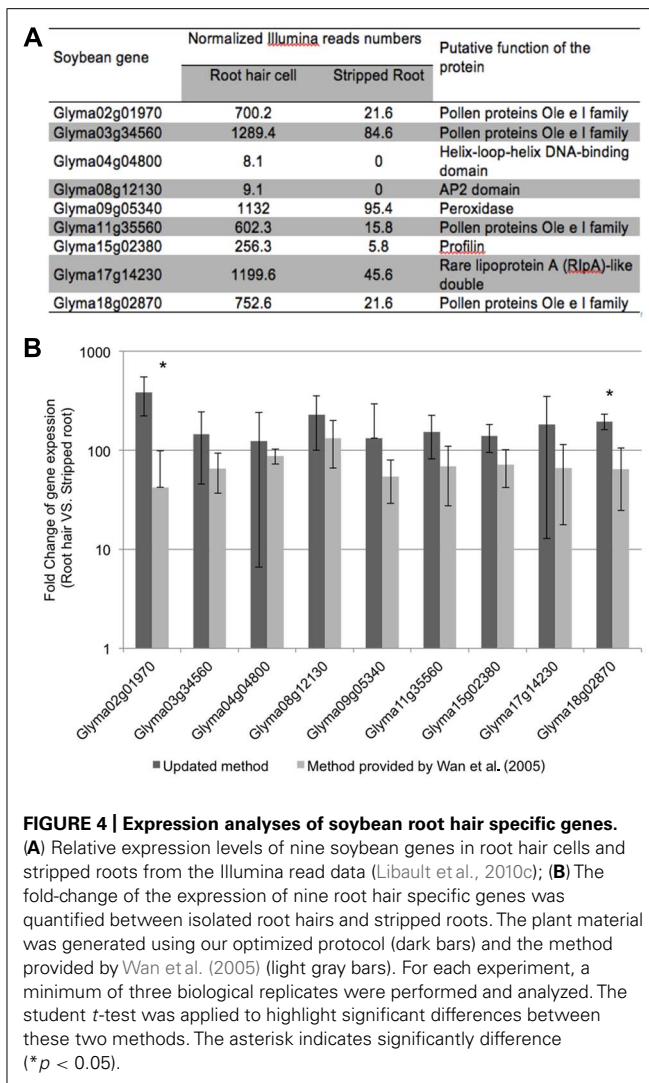 A
Soybean gene
Normalized Illumina reads numbers
Putative function of the
protein
Root hair cell Stripped Root
Glyma02g01970 700.2 21.6 Pollen proteins Ole e I family
Glyma03g34560 1289.4 84.6 Pollen proteins Ole e I family
Glyma04g04800 8.1 0 Helix-loop-helix DNA-binding
domain
Glyma08g12130 9.1 0 AP2 domain
Glyma09g05340 1132 95.4 Peroxidase
Glyma11g35560 602.3 15.8 Pollen proteins Ole e I family
Glyma15g02380 256.3 5.8 Profilin
Glyma17g14230 1199.6 45.6 Rare lipoprotein A (RlpA)-like
double
Glyma18g02870 752.6 21.6 Pollen proteins Ole e I family
B
Fold Change of gene expression
(Root hair VS. Stripped root)
1000
100
10
1
*
*
Glyma02g01970
Glyma03g34560
Glyma04g04800
Glyma08g12130
Glyma09g05340
Glyma11g35560
Glyma15g02380
Glyma17g14230
Glyma18g02870
Updated method Method provided by Wan et al. (2005)
FIGURE 4 | Expression analyses of soybean root hair specific genes.
(A) Relative expression levels of nine soybean genes in root hair cells and
stripped roots from the Illumina read data (Libault et al., 2010c); (B) The
fold-change of the expression of nine root hair specific genes was
quantified between isolated root hairs and stripped roots. The plant material
was generated using our optimized protocol (dark bars) and the method
provided by Wan et al. (2005) (light gray bars). For each experiment, a
minimum of three biological replicates were performed and analyzed. The
student t-test was applied to highlight significant differences between
these two methods. The asterisk indicates significantly difference
(*p < 0.05).